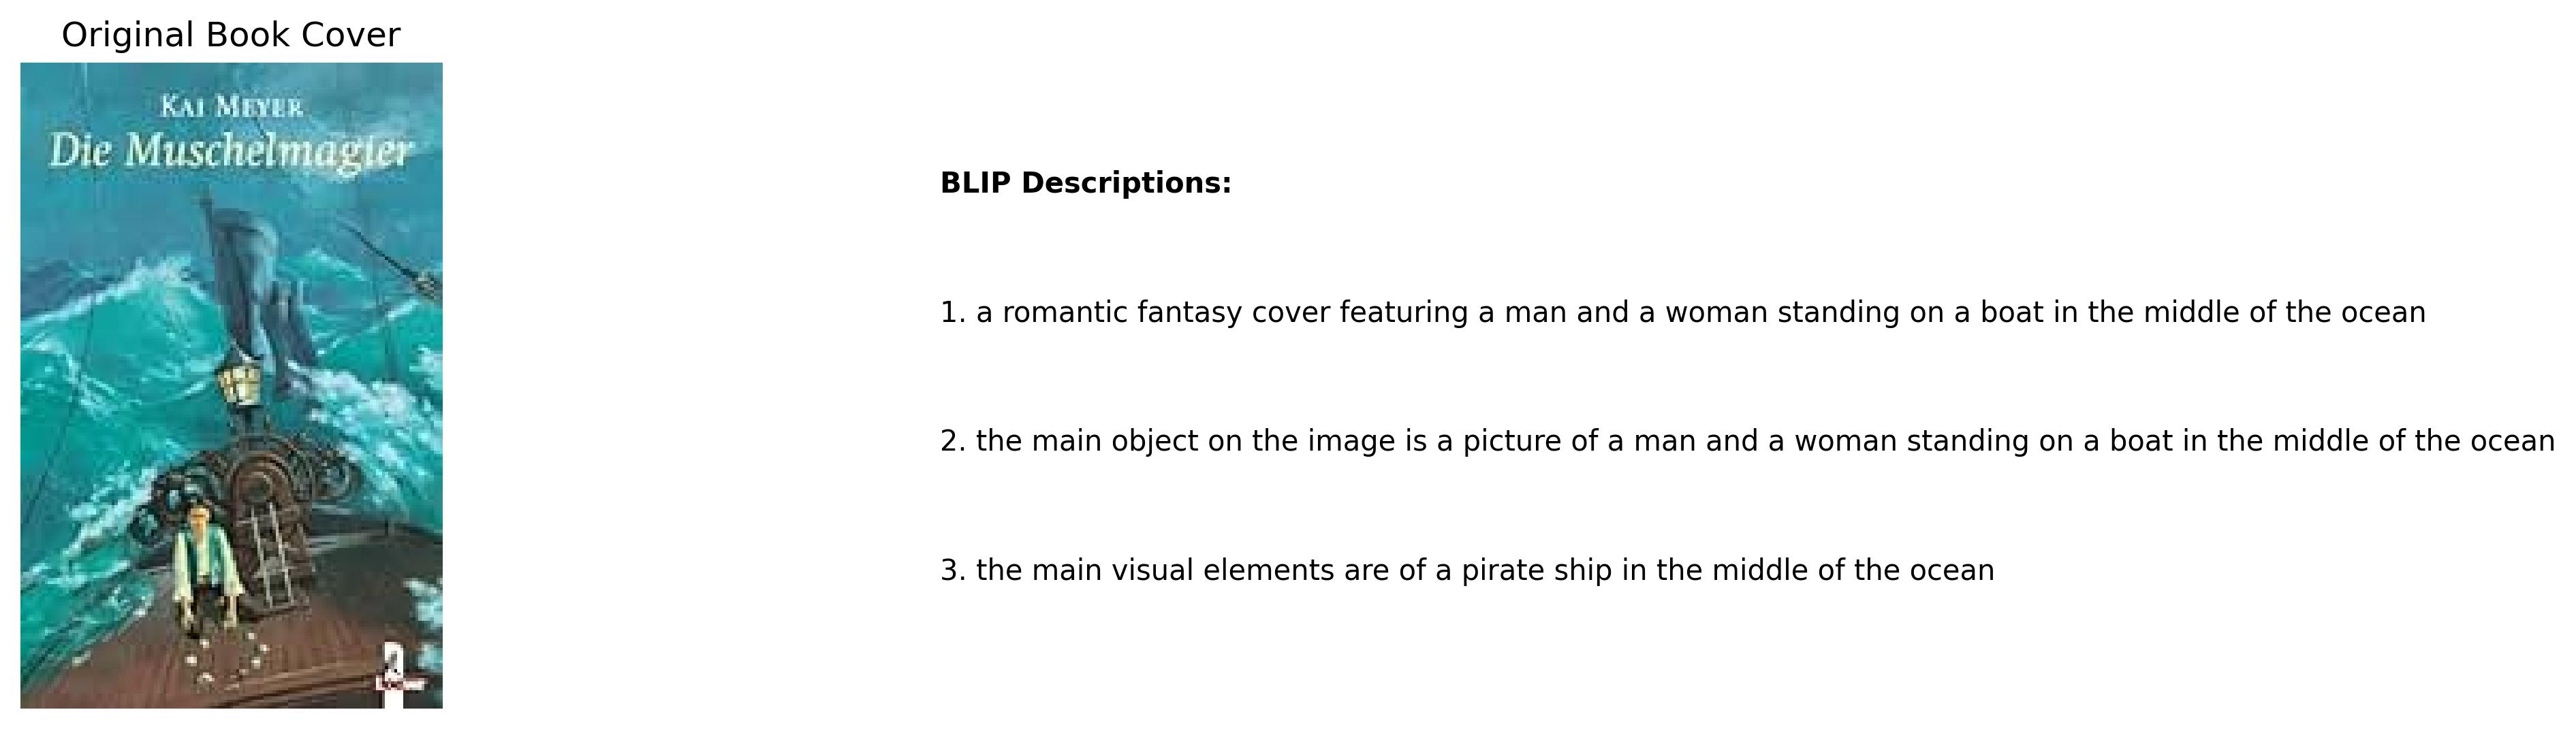 Original Book Cover
KAI MEYER
Die Muschelmagier
BLIP Descriptions:
1. a romantic fantasy cover featuring a man and a woman standing on a boat in the middle of the ocean
2. the main object on the image is a picture of a man and a woman standing on a boat in the middle of the ocean
3. the main visual elements are of a pirate ship in the middle of the ocean